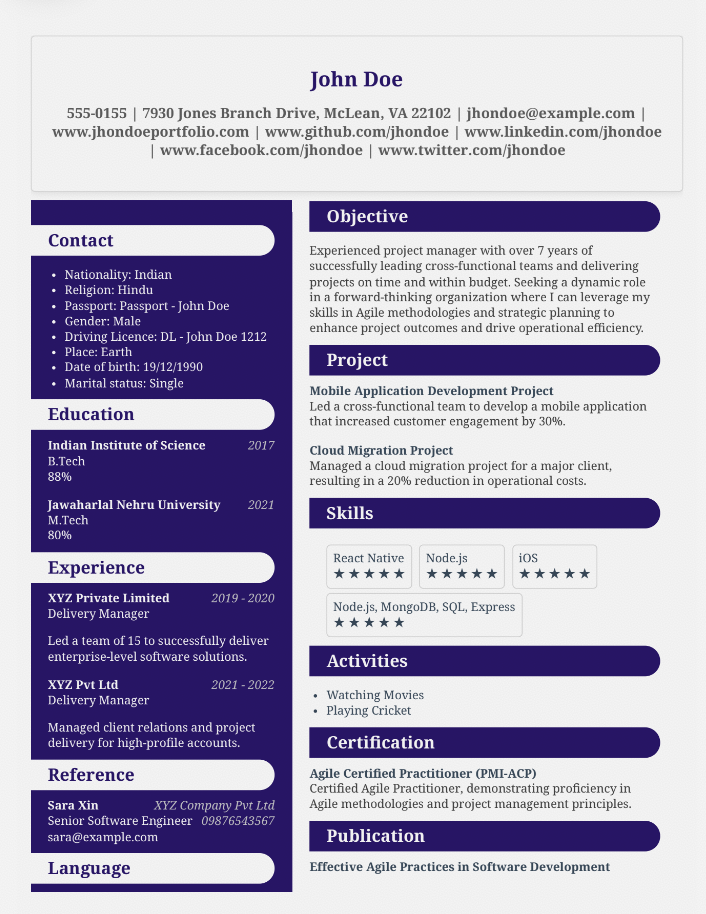 John Doe
555-0155 | 7930 Jones Branch Drive, McLean, VA 22102 | jhondoe@example.com |
www.jhondoeportfolio.com | www.github.com/jhondoe | www.linkedin.com/jhondoe
| www.facebook.com/jhondoe | www.twitter.com/jhondoe
Contact
• Nationality: Indian
• Religion: Hindu
• Passport: Passport - John Doe
• Gender: Male
• Driving Licence: DL - John Doe 1212
• Place: Earth
• Date of birth: 19/12/1990
• Marital status: Single
Education
Indian Institute of Science 2017
B.Tech
88%
Jawaharlal Nehru University 2021
M.Tech
80%
Experience
XYZ Private Limited 2019 - 2020
Delivery Manager
Led a team of 15 to successfully deliver
enterprise-level software solutions.
XYZ Pvt Ltd 2021 - 2022
Delivery Manager
Managed client relations and project
delivery for high-profile accounts.
Reference
Sara Xin XYZ Company Pvt Ltd
Senior Software Engineer 09876543567
sara@example.com
Language
Objective
Experienced project manager with over 7 years of
successfully leading cross-functional teams and delivering
projects on time and within budget. Seeking a dynamic role
in a forward-thinking organization where I can leverage my
skills in Agile methodologies and strategic planning to
enhance project outcomes and drive operational efficiency.
Project
Mobile Application Development Project
Led a cross-functional team to develop a mobile application
that increased customer engagement by 30%.
Cloud Migration Project
Managed a cloud migration project for a major client,
resulting in a 20% reduction in operational costs.
Skills
React Native Node.js iOS
★★★★★ ★★★★★ ★★★★★
Node.js, MongoDB, SQL, Express
★★★★★
Activities
• Watching Movies
• Playing Cricket
Certification
Agile Certified Practitioner (PMI-ACP)
Certified Agile Practitioner, demonstrating proficiency in
Agile methodologies and project management principles.
Publication
Effective Agile Practices in Software Development